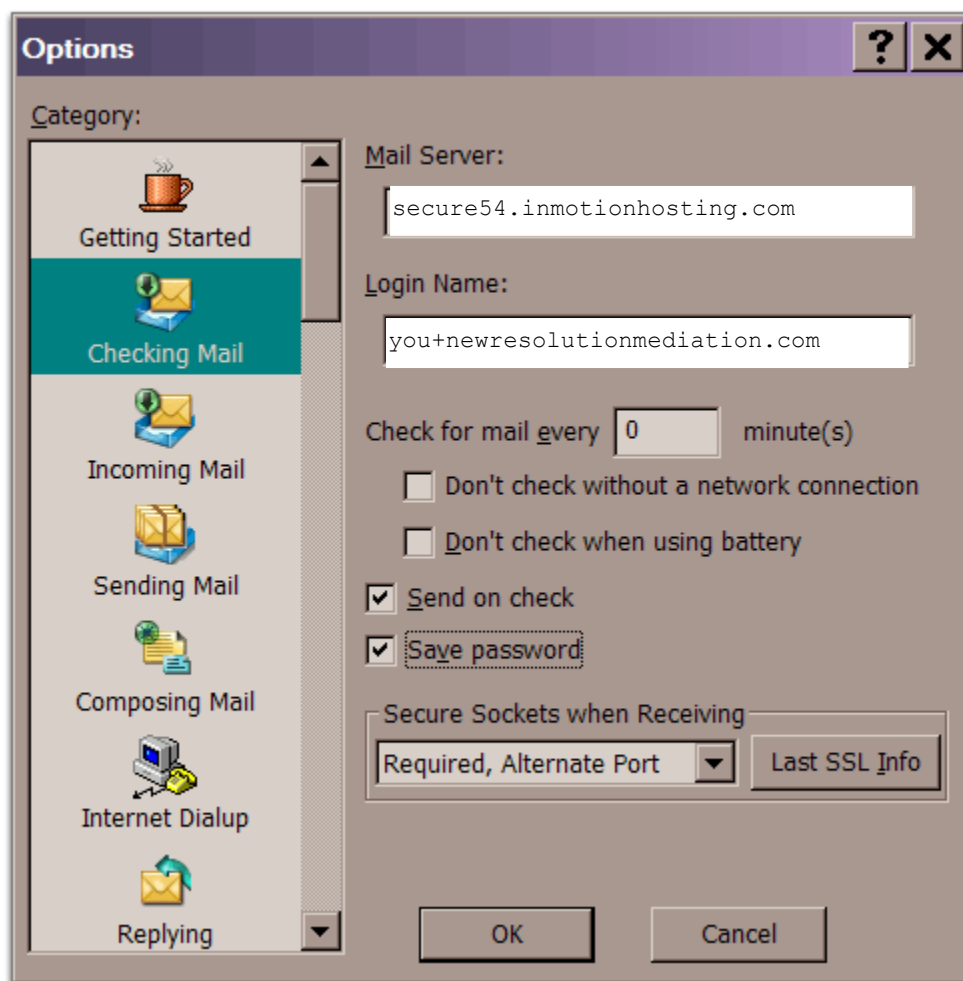 Options
Category:
Getting Started
Checking Mail
Incoming Mail
Sending Mail
Composing Mail
Internet Dialup
Replying
Mail Server:
secure54.inmotionhosting.com
Login Name:
you+newresolutionmediation.com
Check for mail every 0 minute(s)
Don't check without a network connection
Don't check when using battery
Send on check
Save password
Secure Sockets when Receiving
Required, Alternate Port
Last SSL Info
OK
Cancel